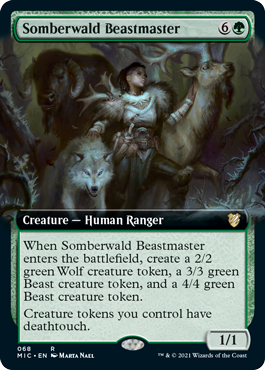 Somberwald Beastmaster 6
Creature — Human Ranger
When Somberwald Beastmaster
enters the battlefield, create a 2/2
green Wolf creature token, a 3/3 green
Beast creature token, and a 4/4 green
Beast creature token.
Creature tokens you control have
deathtouch.
1/1
068 R
MIC • EN Marta Nael
™ & © 2021 Wizards of the Coast